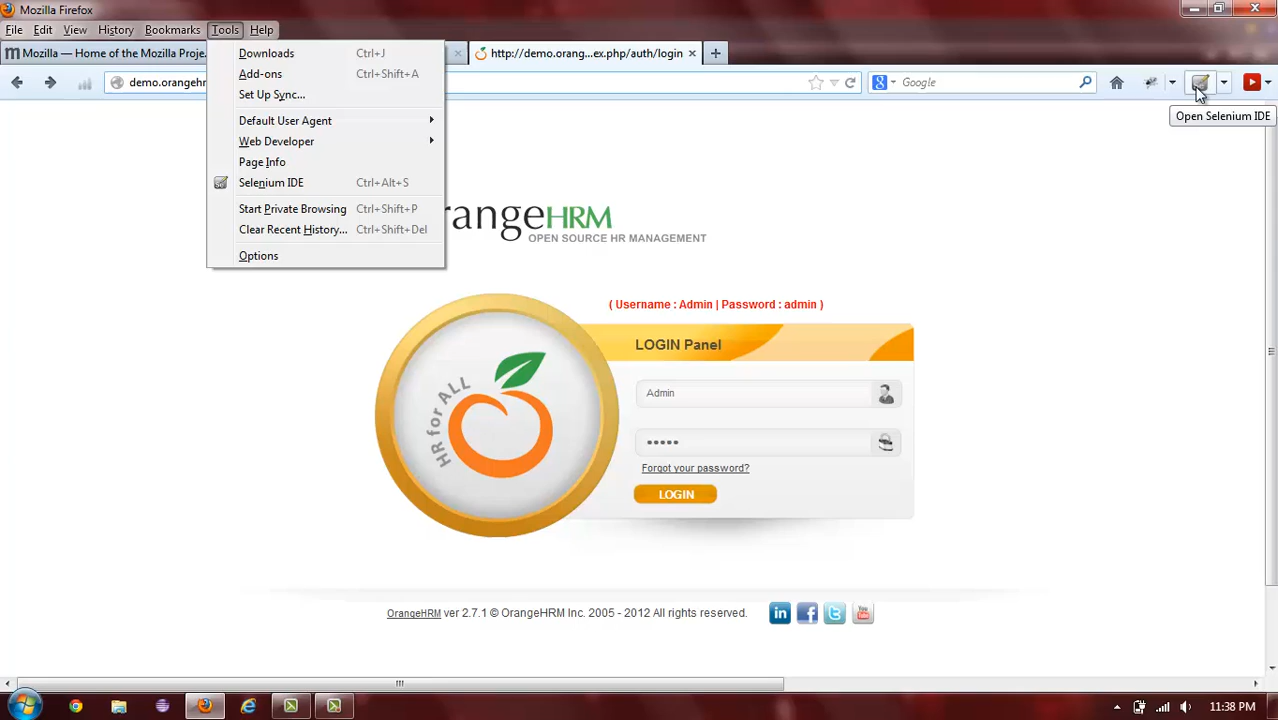 Mozilla Firefox
File Edit View History Bookmarks Tools Help
Mozilla — Home of the Mozilla Proje...
http://demo.orang...ex.php/auth/login
demo.orangehr
Google
Open Selenium IDE
Downloads Ctrl+J
Add-ons Ctrl+Shift+A
Set Up Sync...
Default User Agent
Web Developer
Page Info
Selenium IDE Ctrl+Alt+S
Start Private Browsing Ctrl+Shift+P
Clear Recent History... Ctrl+Shift+Del
Options
orangeHRM
OPEN SOURCE HR MANAGEMENT
( Username : Admin | Password : admin )
LOGIN Panel
HR for ALL
Admin
•••••
Forgot your password?
LOGIN
OrangeHRM ver 2.7.1 © OrangeHRM Inc. 2005 - 2012 All rights reserved.
11:38 PM